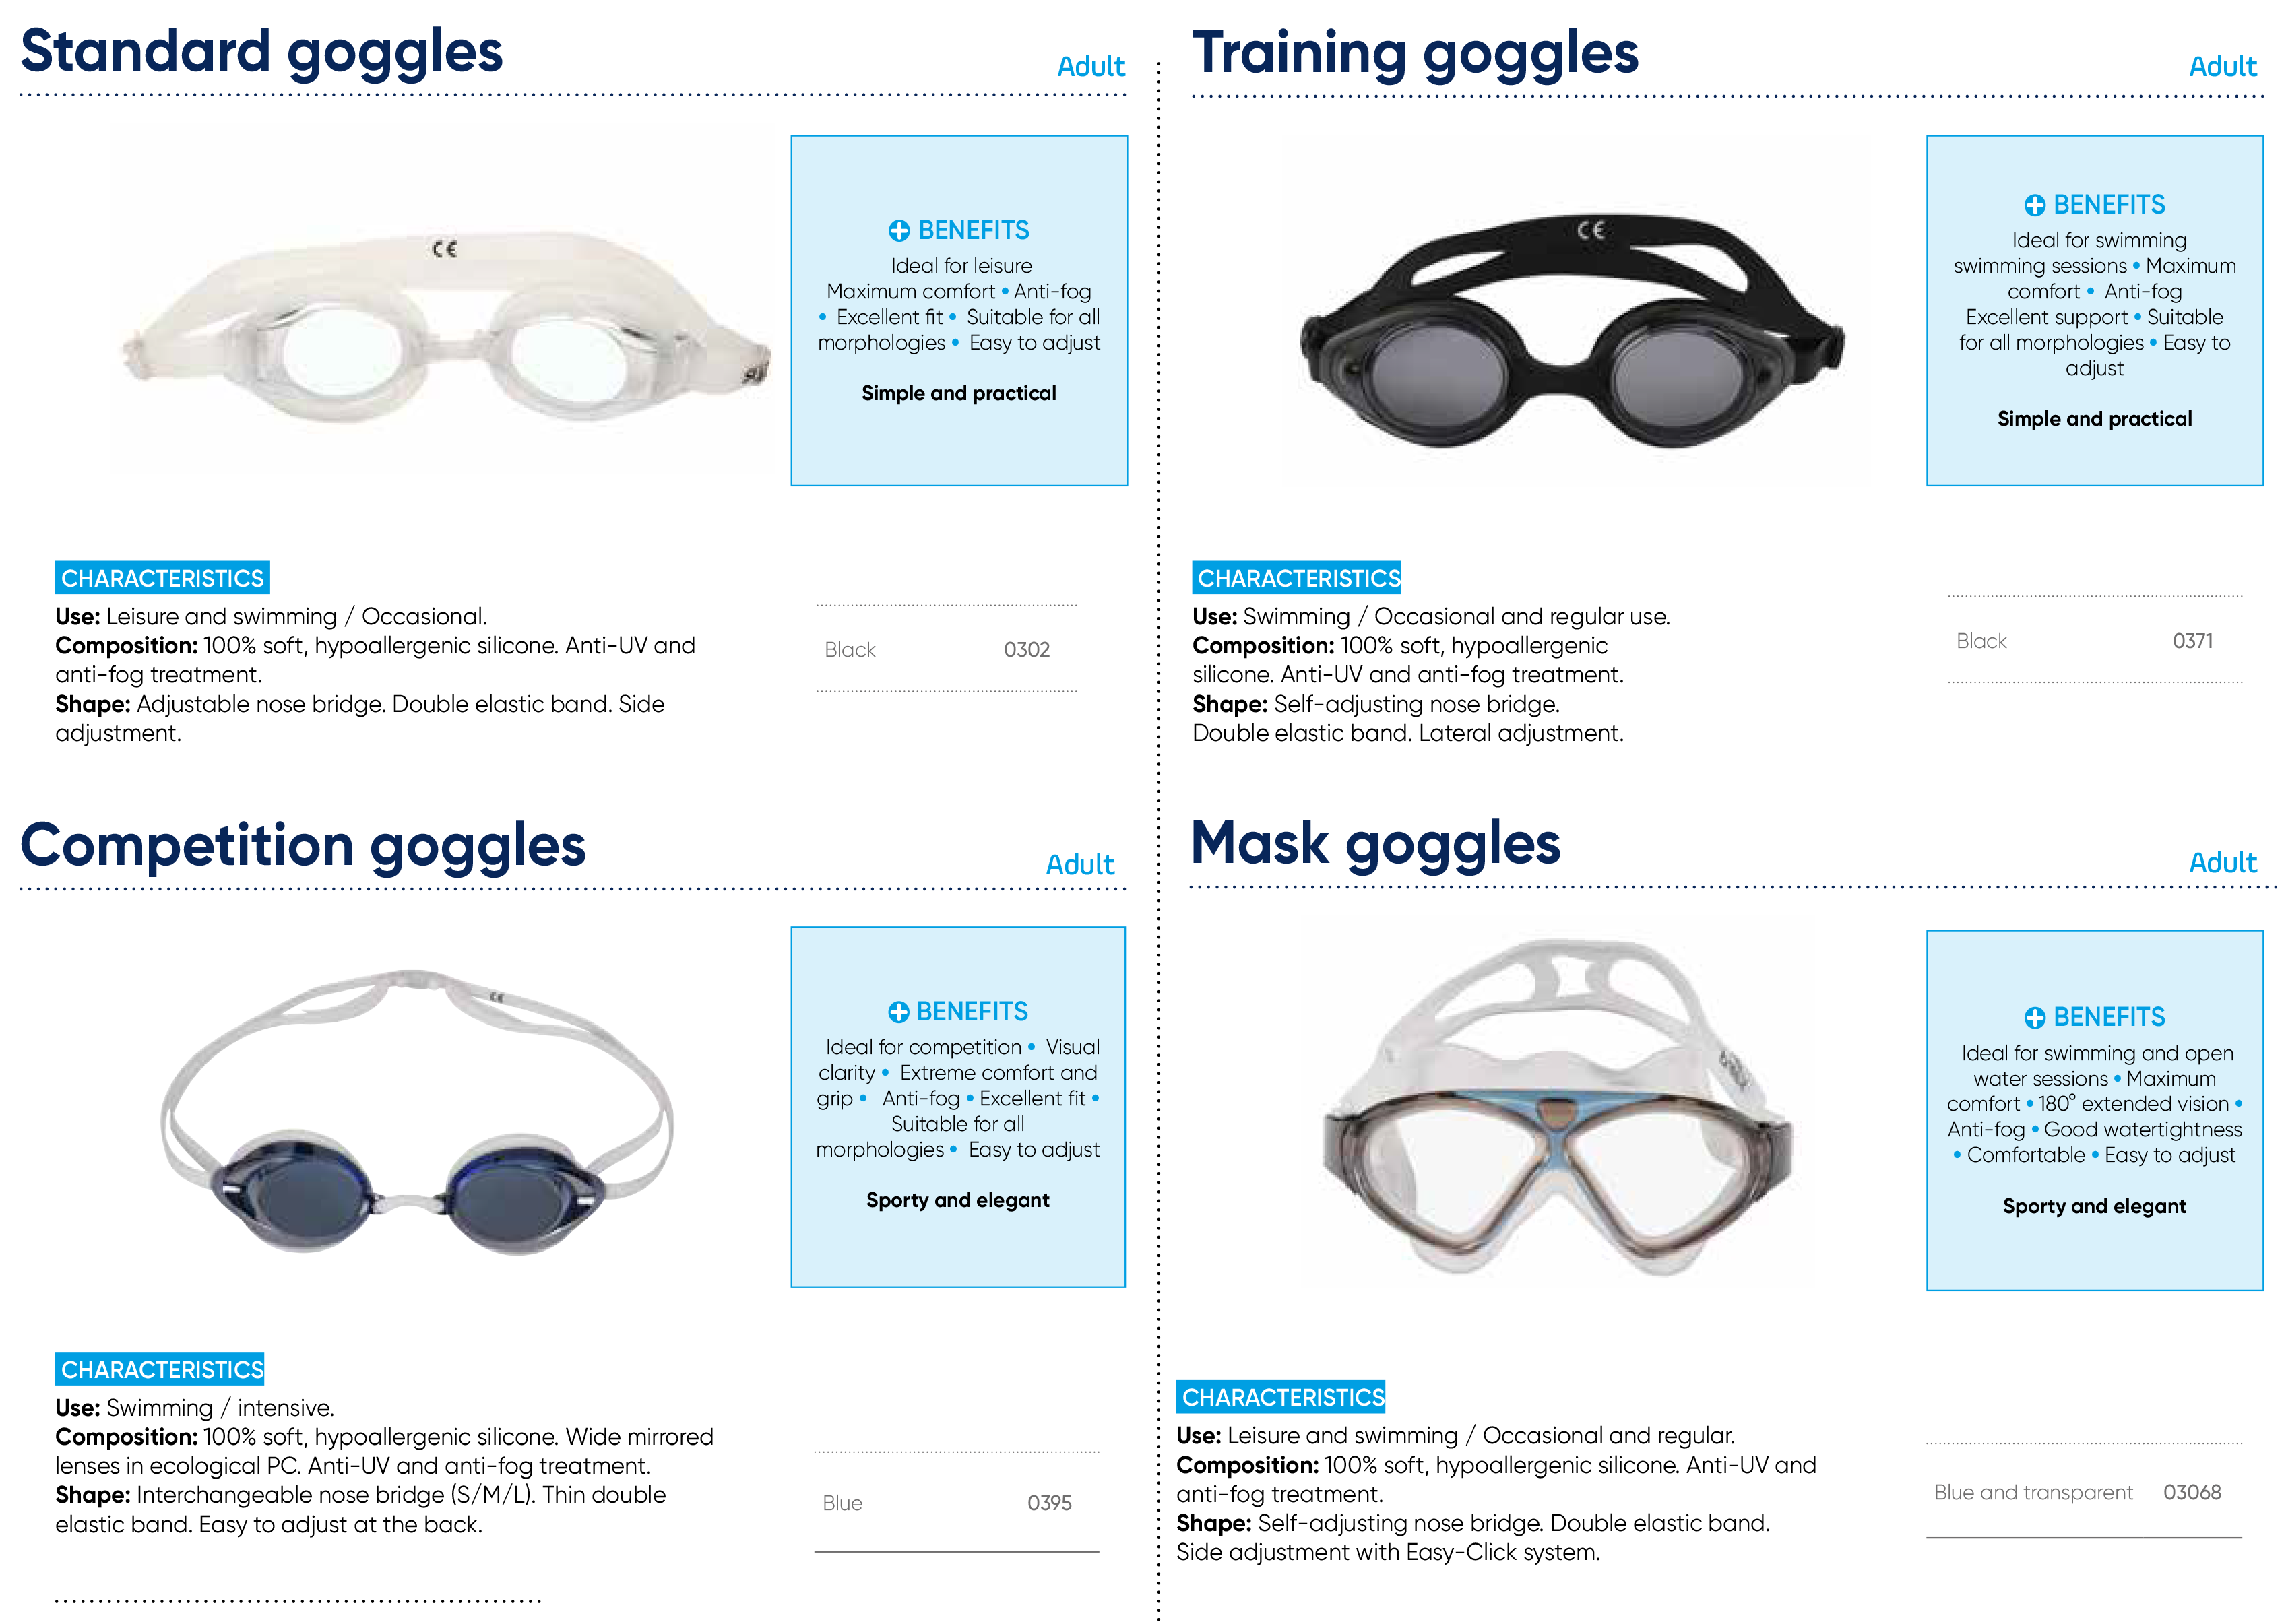 Standard goggles
Adult
CE
BENEFITS
Ideal for leisure
Maximum comfort • Anti-fog
• Excellent fit • Suitable for all
morphologies • Easy to adjust
Simple and practical
CHARACTERISTICS
Use: Leisure and swimming / Occasional.
Composition: 100% soft, hypoallergenic silicone. Anti-UV and
anti-fog treatment.
Shape: Adjustable nose bridge. Double elastic band. Side
adjustment.
Black 0302
Training goggles
Adult
CE
BENEFITS
Ideal for swimming
swimming sessions • Maximum
comfort • Anti-fog
Excellent support • Suitable
for all morphologies • Easy to
adjust
Simple and practical
CHARACTERISTICS
Use: Swimming / Occasional and regular use.
Composition: 100% soft, hypoallergenic
silicone. Anti-UV and anti-fog treatment.
Shape: Self-adjusting nose bridge.
Double elastic band. Lateral adjustment.
Black 0371
Competition goggles
Adult
CE
BENEFITS
Ideal for competition • Visual
clarity • Extreme comfort and
grip • Anti-fog • Excellent fit •
Suitable for all
morphologies • Easy to adjust
Sporty and elegant
CHARACTERISTICS
Use: Swimming / intensive.
Composition: 100% soft, hypoallergenic silicone. Wide mirrored
lenses in ecological PC. Anti-UV and anti-fog treatment.
Shape: Interchangeable nose bridge (S/M/L). Thin double
elastic band. Easy to adjust at the back.
Blue 0395
Mask goggles
Adult
BENEFITS
Ideal for swimming and open
water sessions • Maximum
comfort • 180° extended vision •
Anti-fog • Good watertightness
• Comfortable • Easy to adjust
Sporty and elegant
CHARACTERISTICS
Use: Leisure and swimming / Occasional and regular.
Composition: 100% soft, hypoallergenic silicone. Anti-UV and
anti-fog treatment.
Shape: Self-adjusting nose bridge. Double elastic band.
Side adjustment with Easy-Click system.
Blue and transparent 03068